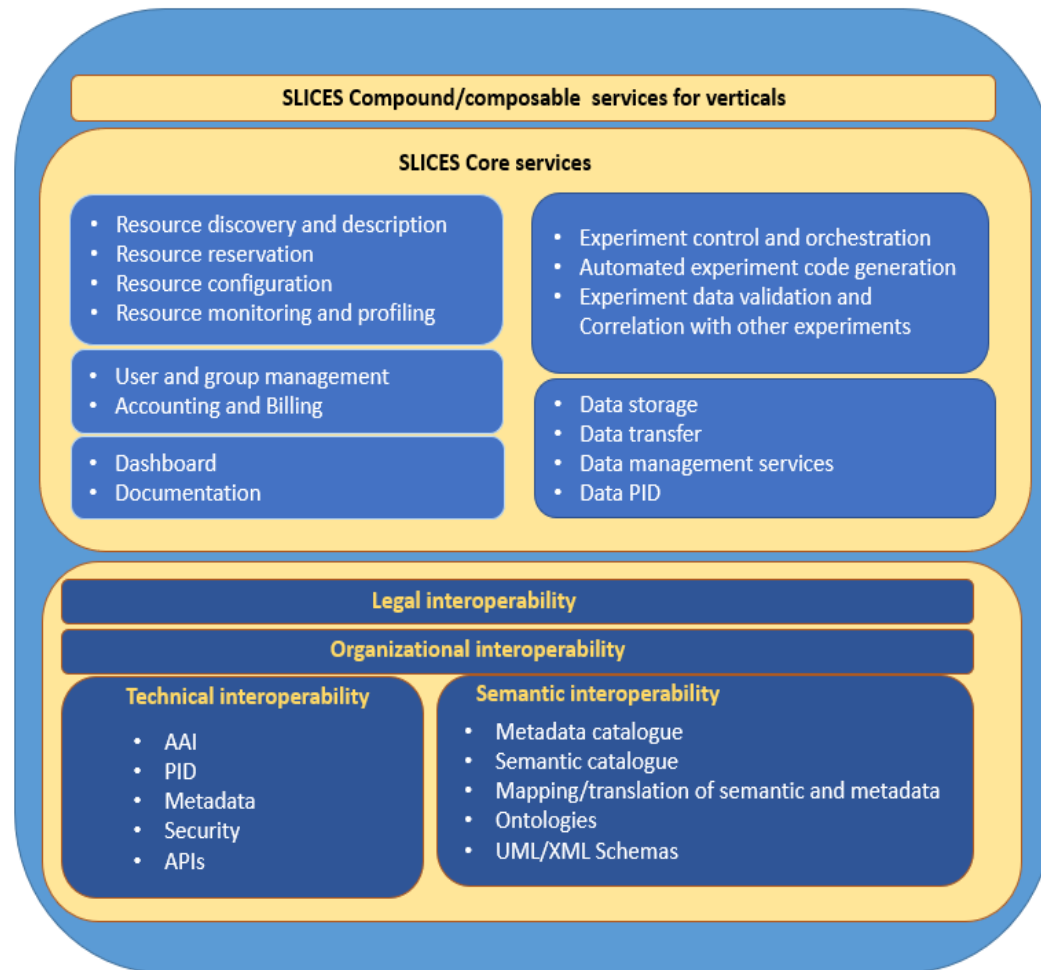 SLICES Compound/composable services for verticals
SLICES Core services
• Resource discovery and description
• Resource reservation
• Resource configuration
• Resource monitoring and profiling
• User and group management
• Accounting and Billing
• Dashboard
• Documentation
• Experiment control and orchestration
• Automated experiment code generation
• Experiment data validation and
Correlation with other experiments
• Data storage
• Data transfer
• Data management services
• Data PID
Legal interoperability
Organizational interoperability
Technical interoperability
• AAI
• PID
• Metadata
• Security
• APIs
Semantic interoperability
• Metadata catalogue
• Semantic catalogue
• Mapping/translation of semantic and metadata
• Ontologies
• UML/XML Schemas